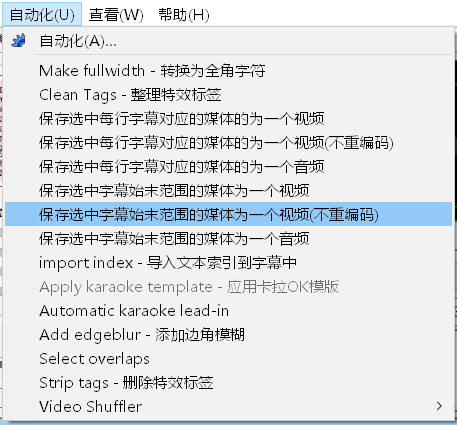 自动化(U) 查看(W) 帮助(H)
自动化(A)...
Make fullwidth - 转换为全角字符
Clean Tags - 整理特效标签
保存选中每行字幕对应的媒体的为一个视频
保存选中每行字幕对应的媒体的为一个视频(不重编码)
保存选中每行字幕对应的媒体的为一个音频
保存选中字幕始末范围的媒体为一个视频
保存选中字幕始末范围的媒体为一个视频(不重编码)
保存选中字幕始末范围的媒体为一个音频
import index - 导入文本索引到字幕中
Apply karaoke template - 应用卡拉OK模版
Automatic karaoke lead-in
Add edgeblur - 添加边角模糊
Select overlaps
Strip tags - 删除特效标签
Video Shuffler